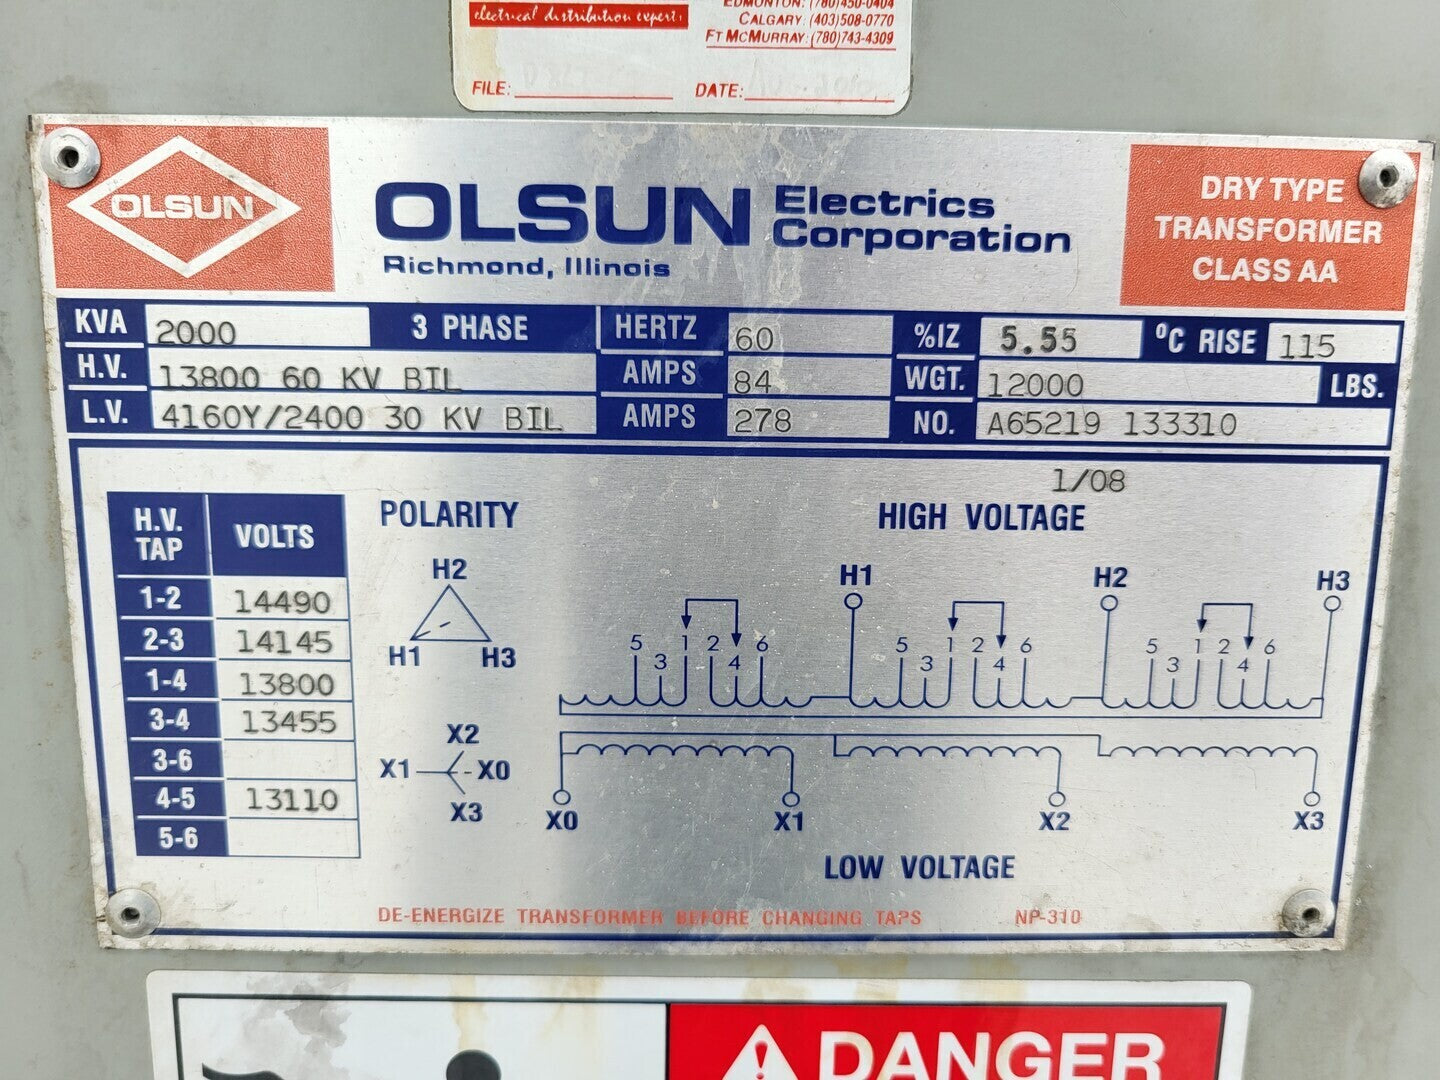 EDMONTON: (780)450-0404
electrical distribution experts
CALGARY: (403)508-0770
FT MCMURRAY: (780)743-4309
FILE: DATE:
OLSUN
OLSUN Electrics Corporation
Richmond, Illinois
DRY TYPE
TRANSFORMER
CLASS AA
KVA 2000 3 PHASE HERTZ 60 %IZ 5.55 ºC RISE 115
H.V. 13800 60 KV BIL AMPS 84 WGT. 12000 LBS.
L.V. 4160Y/2400 30 KV BIL AMPS 278 NO. A65219 133310
1/08
H.V. TAP VOLTS
1-2 14490
2-3 14145
1-4 13800
3-4 13455
3-6
4-5 13110
5-6
POLARITY
H2
H1 H3
X2
X1 X0
X3
HIGH VOLTAGE
H1 H2 H3
5 3 1 2 4 6 5 3 1 2 4 6 5 3 1 2 4 6
X0 X1 X2 X3
LOW VOLTAGE
DE-ENERGIZE TRANSFORMER BEFORE CHANGING TAPS NP-310
DANGER